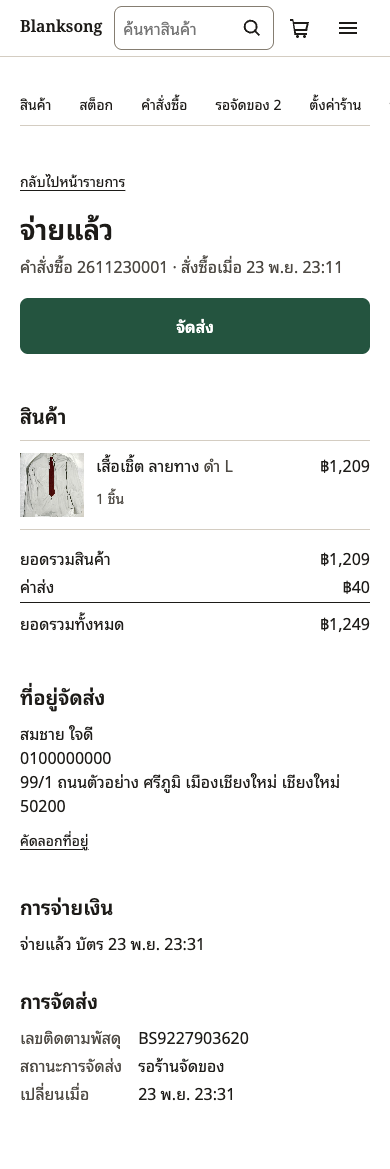 Blanksong
ค้นหาสินค้า
สินค้า สต็อก คำสั่งซื้อ รอจัดของ 2 ตั้งค่าร้าน
กลับไปหน้ารายการ
จ่ายแล้ว
คำสั่งซื้อ 2611230001 · สั่งซื้อเมื่อ 23 พ.ย. 23:11
จัดส่ง
สินค้า
เสื้อเชิ้ต ลายทาง ดำ L ฿1,209
1 ชิ้น
ยอดรวมสินค้า ฿1,209
ค่าส่ง ฿40
ยอดรวมทั้งหมด ฿1,249
ที่อยู่จัดส่ง
สมชาย ใจดี
0100000000
99/1 ถนนตัวอย่าง ศรีภูมิ เมืองเชียงใหม่ เชียงใหม่
50200
คัดลอกที่อยู่
การจ่ายเงิน
จ่ายแล้ว บัตร 23 พ.ย. 23:31
การจัดส่ง
เลขติดตามพัสดุ BS9227903620
สถานะการจัดส่ง รอร้านจัดของ
เปลี่ยนเมื่อ 23 พ.ย. 23:31